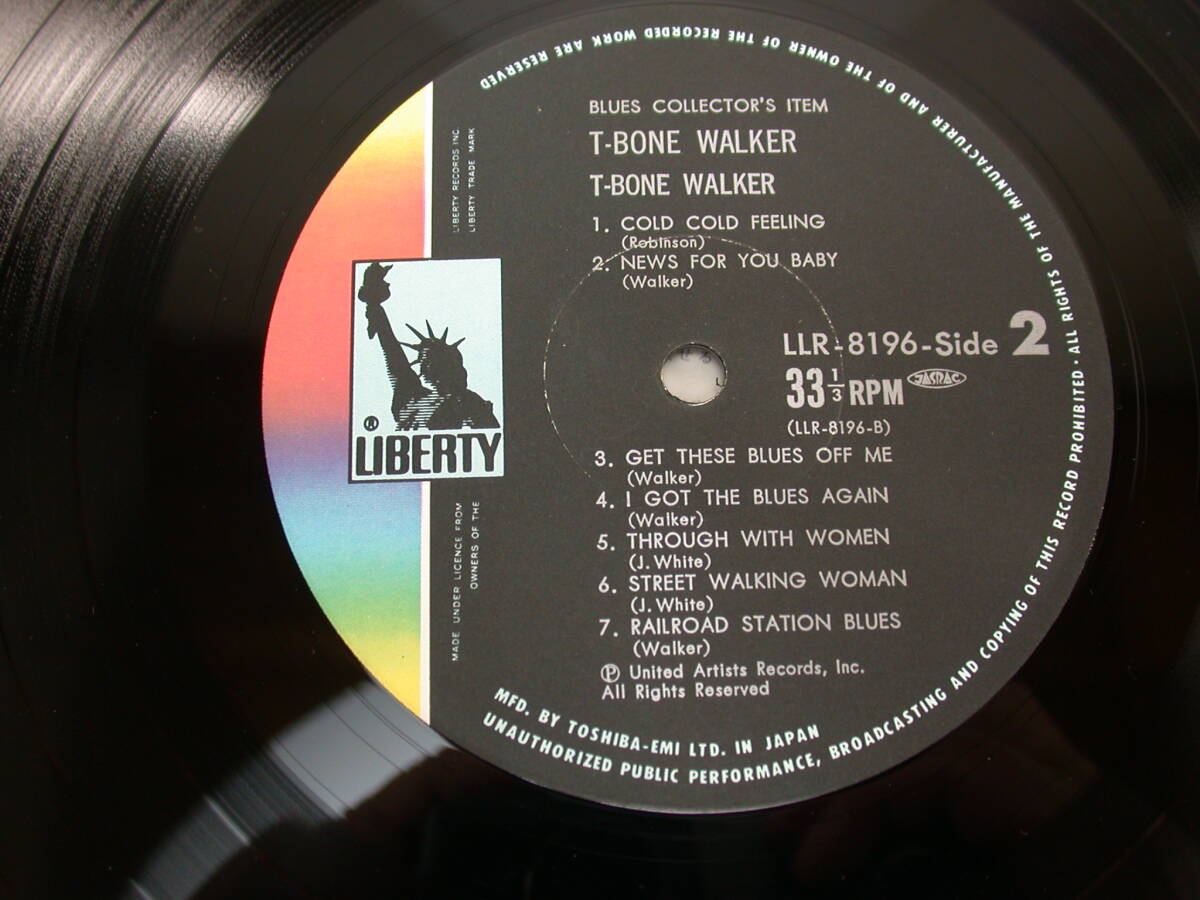 BLUES COLLECTOR'S ITEM
T-BONE WALKER
T-BONE WALKER
1. COLD COLD FEELING
(Robinson)
2. NEWS FOR YOU BABY
(Walker)
LLR-8196-Side 2
33 1/3 RPM JASRAC
(LLR-8196-B)
3. GET THESE BLUES OFF ME
(Walker)
4. I GOT THE BLUES AGAIN
(Walker)
5. THROUGH WITH WOMEN
(J. White)
6. STREET WALKING WOMAN
(J. White)
7. RAILROAD STATION BLUES
(Walker)
Ⓟ United Artists Records, Inc.
All Rights Reserved
LIBERTY RECORDS INC.
LIBERTY TRADE MARK
®
LIBERTY
MADE UNDER LICENCE FROM
OWNERS OF THE
MFD. BY TOSHIBA-EMI LTD. IN JAPAN
UNAUTHORIZED PUBLIC PERFORMANCE, BROADCASTING AND COPYING OF THIS RECORD PROHIBITED · ALL RIGHTS OF THE MANUFACTURER AND OF THE OWNER OF THE RECORDED WORK ARE RESERVED